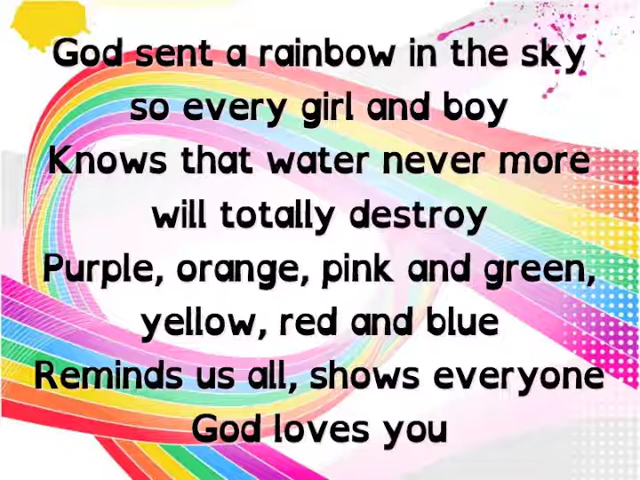 God sent a rainbow in the sky
so every girl and boy
Knows that water never more
will totally destroy
Purple, orange, pink and green,
yellow, red and blue
Reminds us all, shows everyone
God loves you